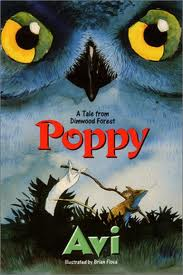 A Tale from
Dimwood Forest
Poppy
Avi
Illustrated by Brian Floca